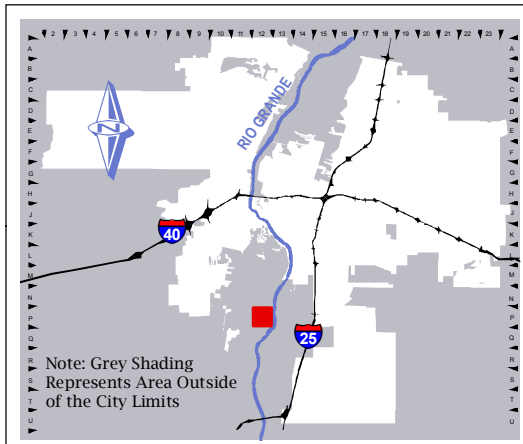 2 3 4 5 6 7 8 9 10 11 12 13 14 15 16 17 18 19 20 21 22 23
A A
B B
C C
D D
E E
F F
G G
H H
J J
K K
L L
M M
N N
P P
Q Q
R R
S S
T T
U U
N
RIO GRANDE
40
25
Note: Grey Shading
Represents Area Outside
of the City Limits